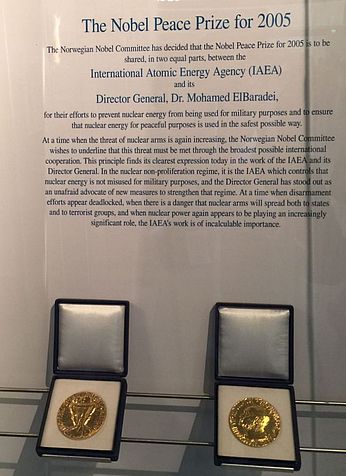 The Nobel Peace Prize for 2005
The Norwegian Nobel Committee has decided that the Nobel Peace Prize for 2005 is to be
shared, in two equal parts, between the
International Atomic Energy Agency (IAEA)
and its
Director General, Dr. Mohamed ElBaradei,
for their efforts to prevent nuclear energy from being used for military purposes and to ensure
that nuclear energy for peaceful purposes is used in the safest possible way.
At a time when the threat of nuclear arms is again increasing, the Norwegian Nobel Committee
wishes to underline that this threat must be met through the broadest possible international
cooperation. This principle finds its clearest expression today in the work of the IAEA and its
Director General. In the nuclear non-proliferation regime, it is the IAEA which controls that
nuclear energy is not misused for military purposes, and the Director General has stood out as
an unafraid advocate of new measures to strengthen that regime. At a time when disarmament
efforts appear deadlocked, when there is a danger that nuclear arms will spread both to states
and to terrorist groups, and when nuclear power again appears to be playing an increasingly
significant role, the IAEA's work is of incalculable importance.